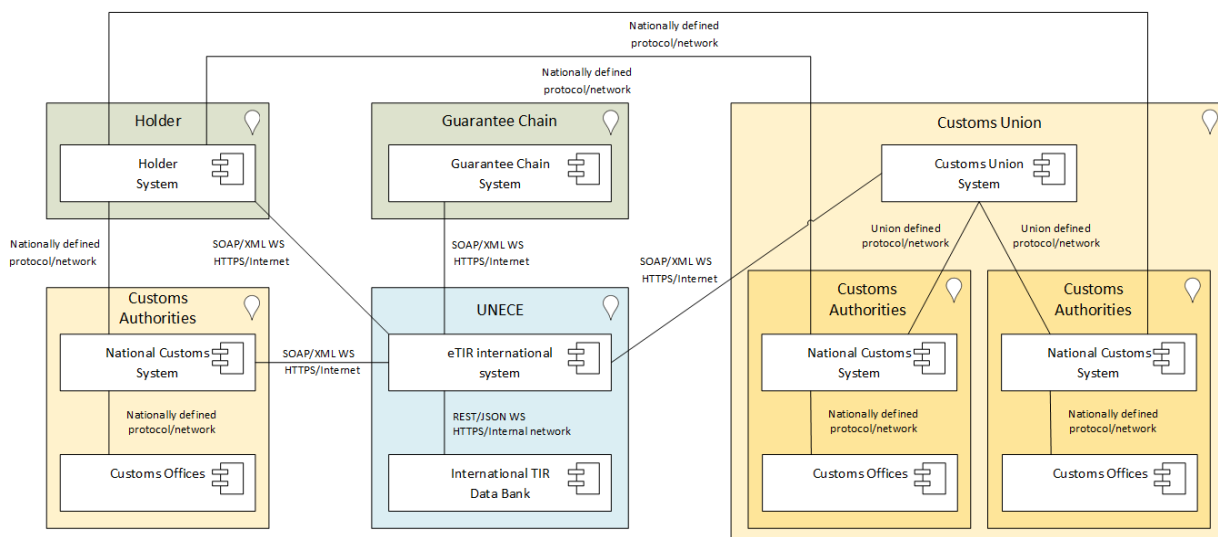 Nationally defined
protocol/network
Nationally defined
protocol/network
Holder
Guarantee Chain
Customs Union
Holder
System
Guarantee Chain
System
Customs Union
System
Nationally defined
protocol/network
SOAP/XML WS
HTTPS/Internet
SOAP/XML WS
HTTPS/Internet
SOAP/XML WS
HTTPS/Internet
Union defined
protocol/network
Union defined
protocol/network
Customs
Authorities
UNECE
Customs
Authorities
Customs
Authorities
National Customs
System
SOAP/XML WS
HTTPS/Internet
eTIR international
system
National Customs
System
National Customs
System
Nationally defined
protocol/network
REST/JSON WS
HTTPS/Internal network
Nationally defined
protocol/network
Nationally defined
protocol/network
Customs Offices
International TIR
Data Bank
Customs Offices
Customs Offices